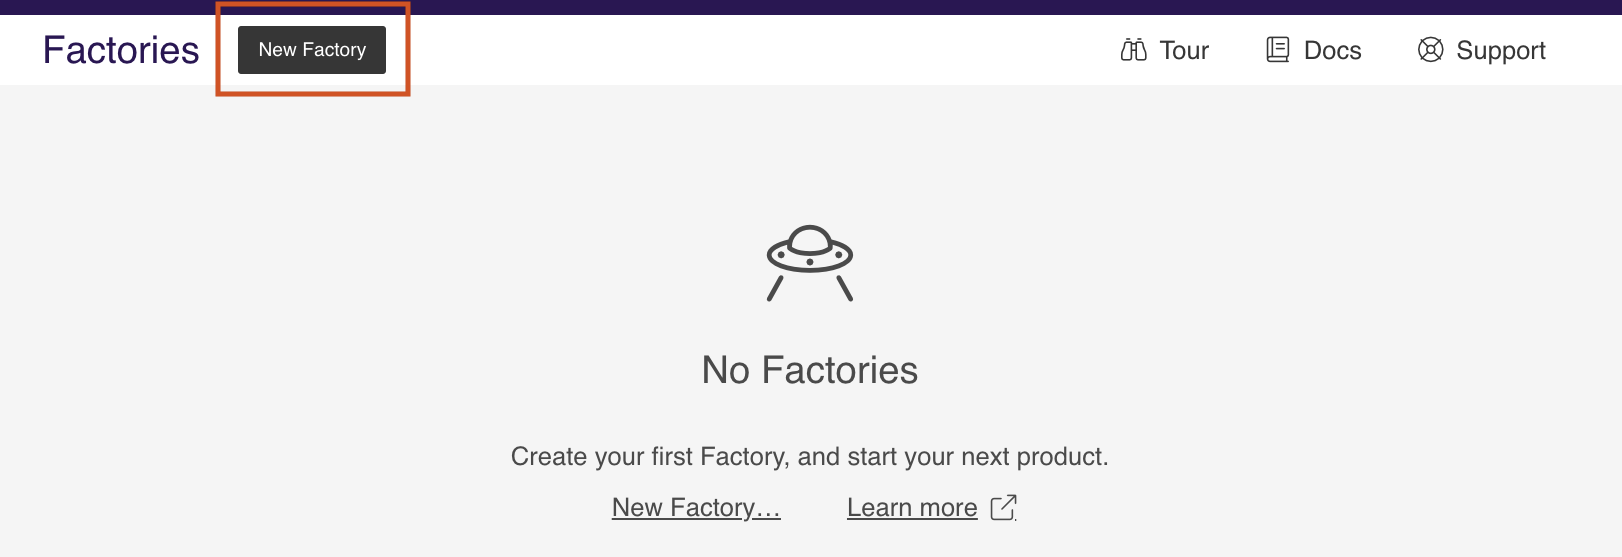 Factories
New Factory
Tour
Docs
Support
No Factories
Create your first Factory, and start your next product.
New Factory…
Learn more